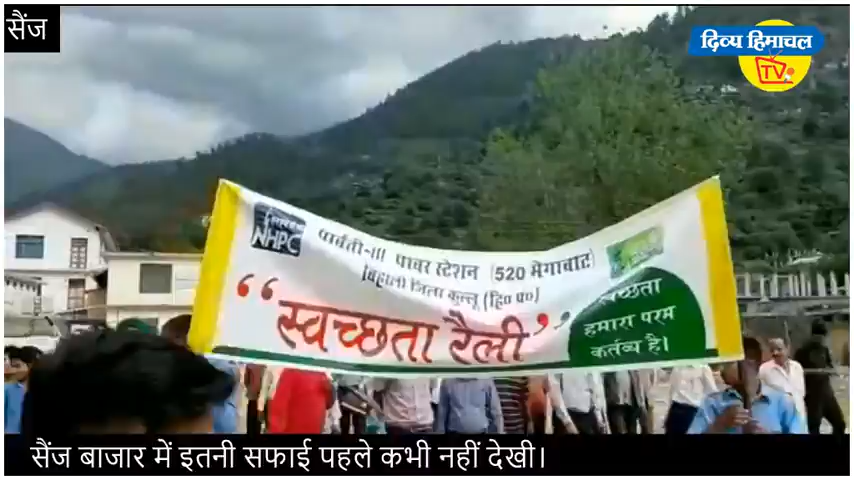 सैंज
दिव्य हिमाचल
TV
NHPC
पार्वती-III पावर स्टेशन (520 मेगावाट)
बिहाली जिला कुल्लू (हि० प्र०)
“स्वच्छता रैली”
स्वच्छता
हमारा परम
कर्तव्य है।
सैंज बाजार में इतनी सफाई पहले कभी नहीं देखी।